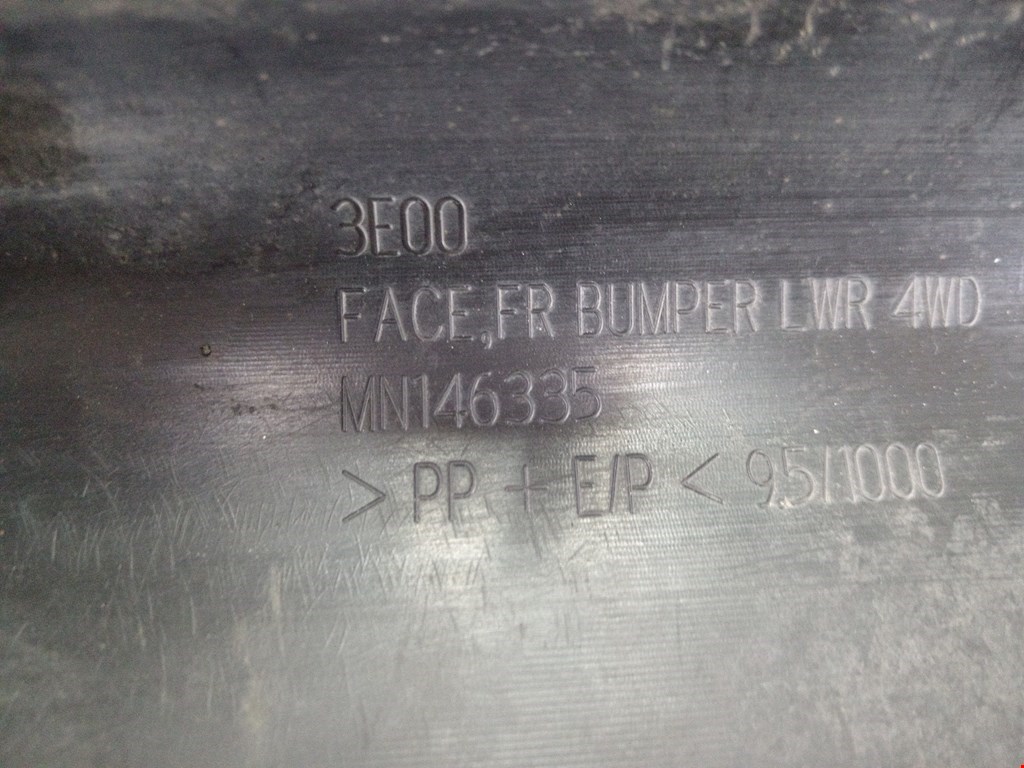 3E00
FACE,FR BUMPER LWR 4WD
MN146335
> PP + E/P < 9.5/1000